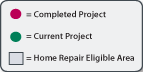 = Completed Project
= Current Project
= Home Repair Eligible Area